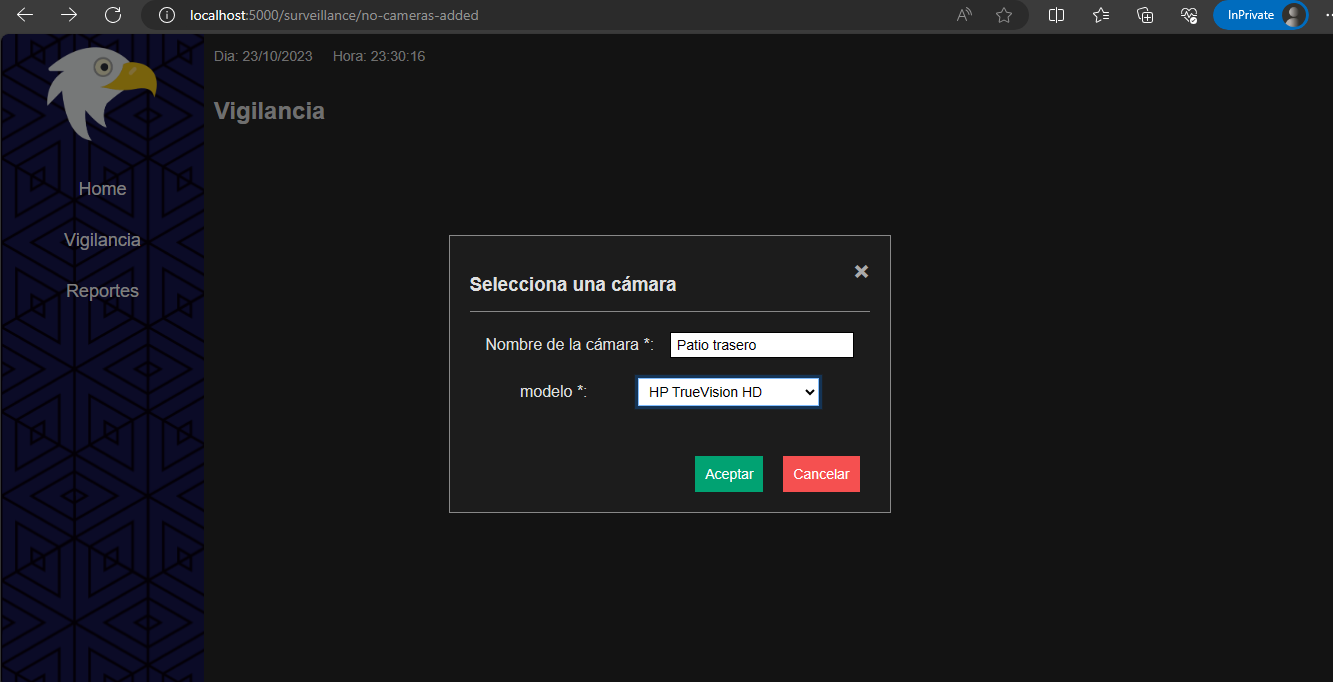 localhost:5000/surveillance/no-cameras-added
InPrivate
Dia: 23/10/2023 Hora: 23:30:16
Vigilancia
Home
Vigilancia
Reportes
Selecciona una cámara
Nombre de la cámara *: Patio trasero
modelo *: HP TrueVision HD
Aceptar Cancelar